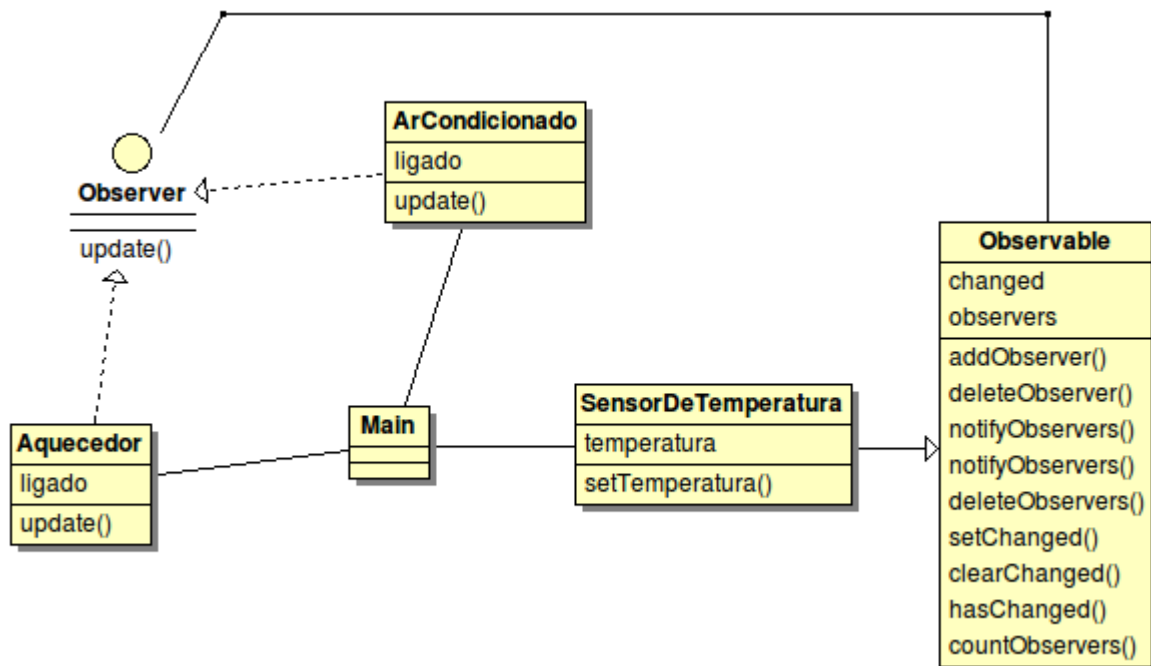 ArCondicionado
ligado
update()
Observer
update()
Observable
changed
observers
addObserver()
deleteObserver()
notifyObservers()
notifyObservers()
deleteObservers()
setChanged()
clearChanged()
hasChanged()
countObservers()
SensorDeTemperatura
temperatura
setTemperatura()
Main
Aquecedor
ligado
update()